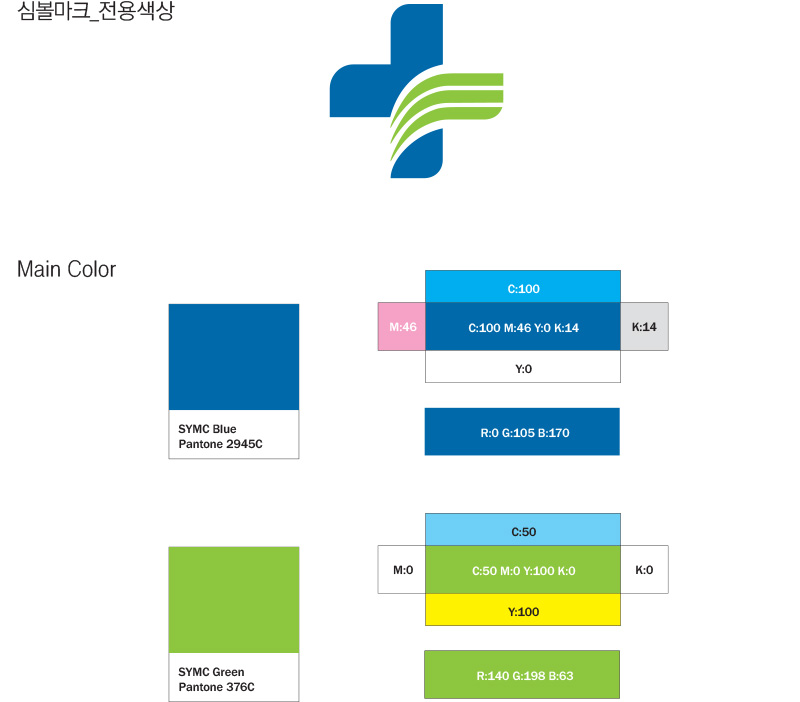 심볼마크_전용색상
Main Color
C:100
M:46
C:100 M:46 Y:0 K:14
K:14
Y:0
SYMC Blue
Pantone 2945C
R:0 G:105 B:170
C:50
M:0
C:50 M:0 Y:100 K:0
K:0
Y:100
SYMC Green
Pantone 376C
R:140 G:198 B:63